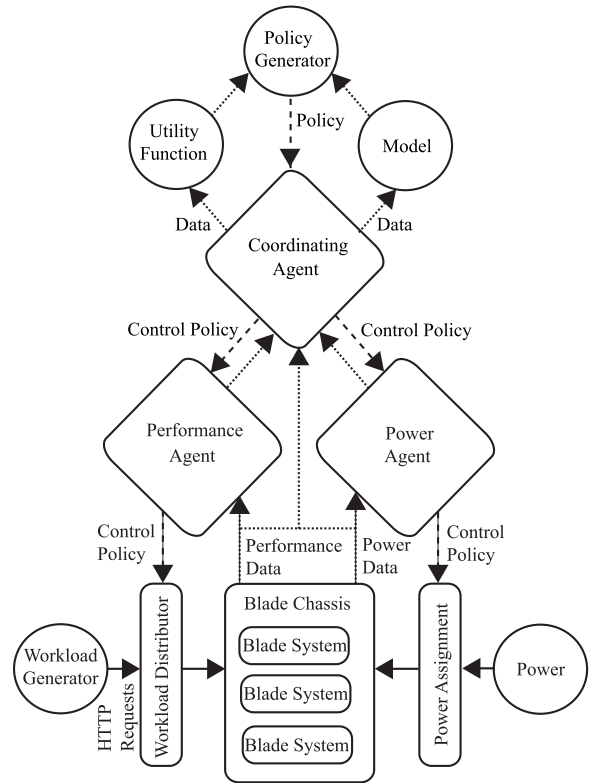 Policy
Generator
Policy
Utility
Function
Model
Data
Data
Coordinating
Agent
Control Policy
Control Policy
Performance
Agent
Power
Agent
Control
Policy
Performance
Data
Power
Data
Control
Policy
Blade Chassis
Workload
Generator
HTTP
Requests
Workload Distributor
Blade System
Blade System
Blade System
Power Assignment
Power